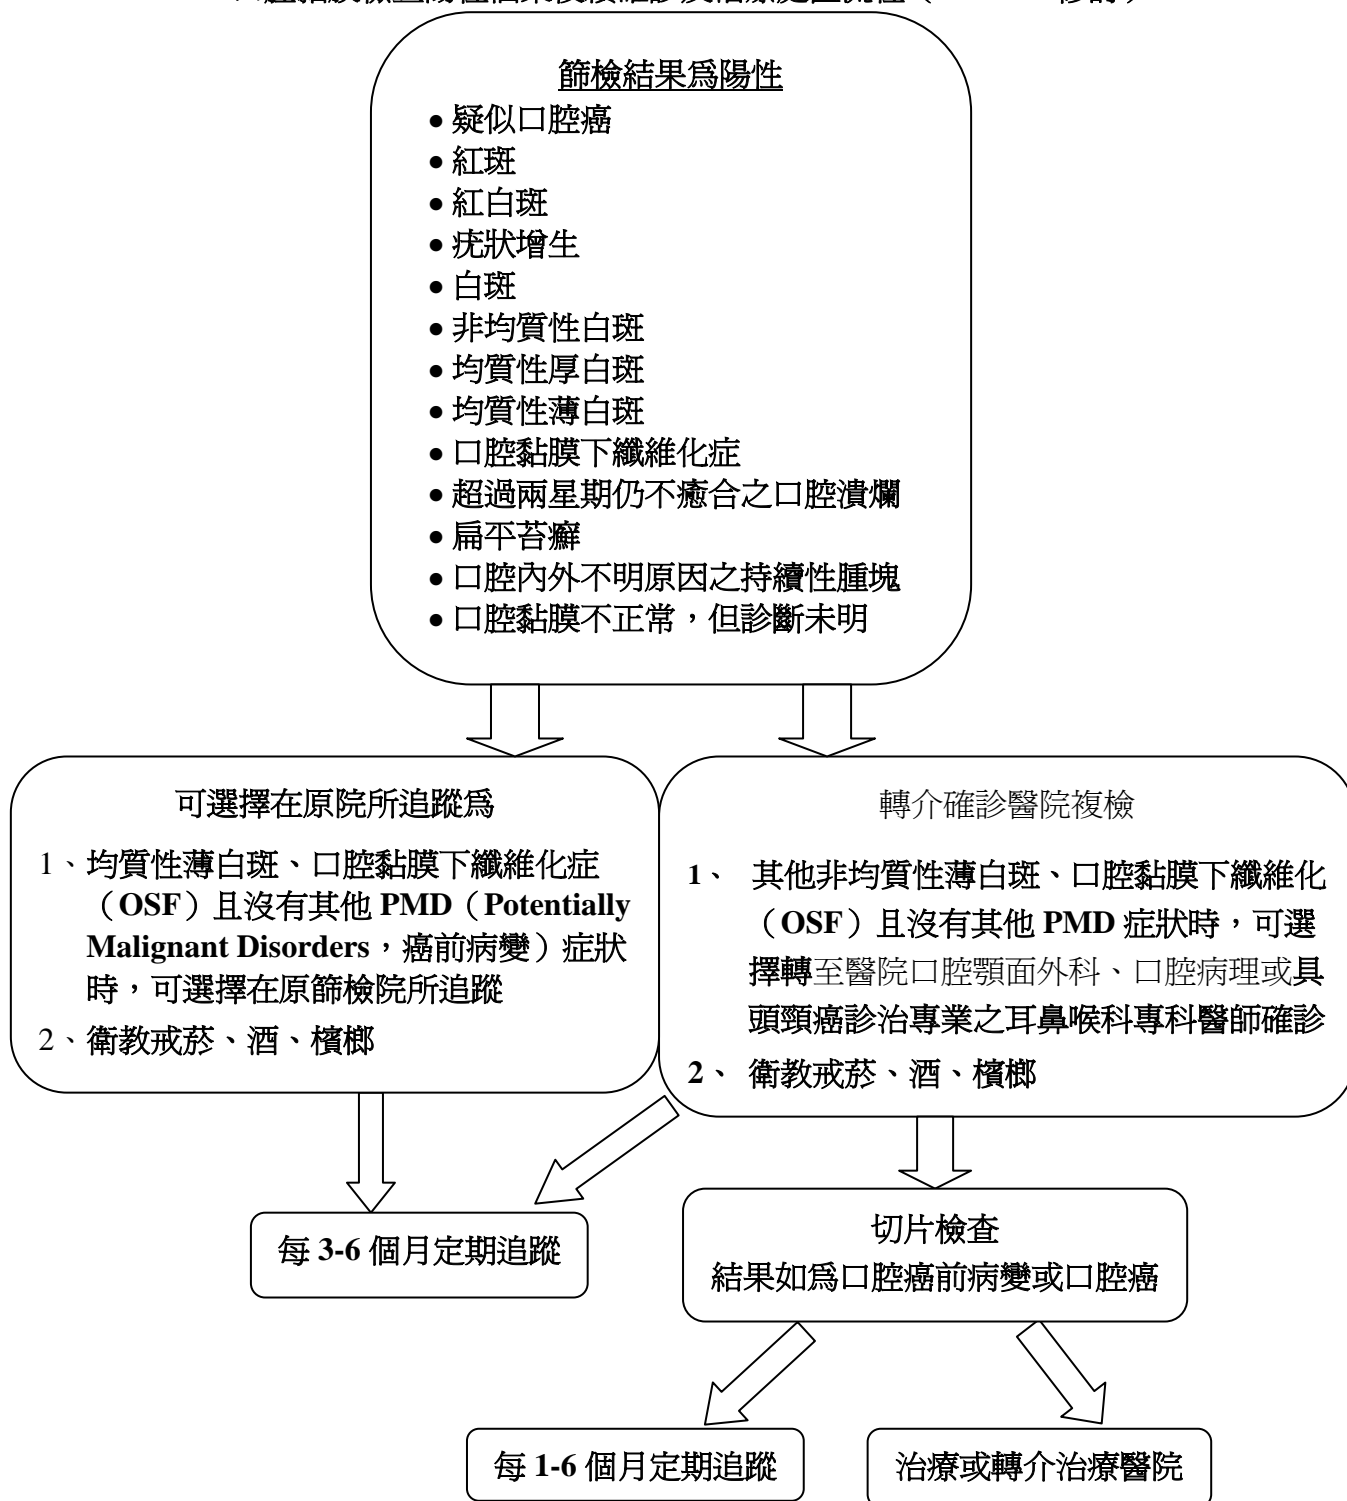 篩檢結果為陽性
• 疑似口腔癌
• 紅斑
• 紅白斑
• 疣狀增生
• 白斑
• 非均質性白斑
• 均質性厚白斑
• 均質性薄白斑
• 口腔黏膜下纖維化症
• 超過兩星期仍不癒合之口腔潰爛
• 扁平苔癬
• 口腔內外不明原因之持續性腫塊
• 口腔黏膜不正常，但診斷未明
可選擇在原院所追蹤為
1、均質性薄白斑、口腔黏膜下纖維化症
（OSF）且沒有其他 PMD（Potentially
Malignant Disorders，癌前病變）症狀
時，可選擇在原篩檢院所追蹤
2、衛教戒菸、酒、檳榔
轉介確診醫院複檢
1、 其他非均質性薄白斑、口腔黏膜下纖維化
（OSF）且沒有其他 PMD 症狀時，可選
擇轉至醫院口腔顎面外科、口腔病理或具
頭頸癌診治專業之耳鼻喉科專科醫師確診
2、 衛教戒菸、酒、檳榔
每 3-6 個月定期追蹤
切片檢查
結果如為口腔癌前病變或口腔癌
每 1-6 個月定期追蹤
治療或轉介治療醫院